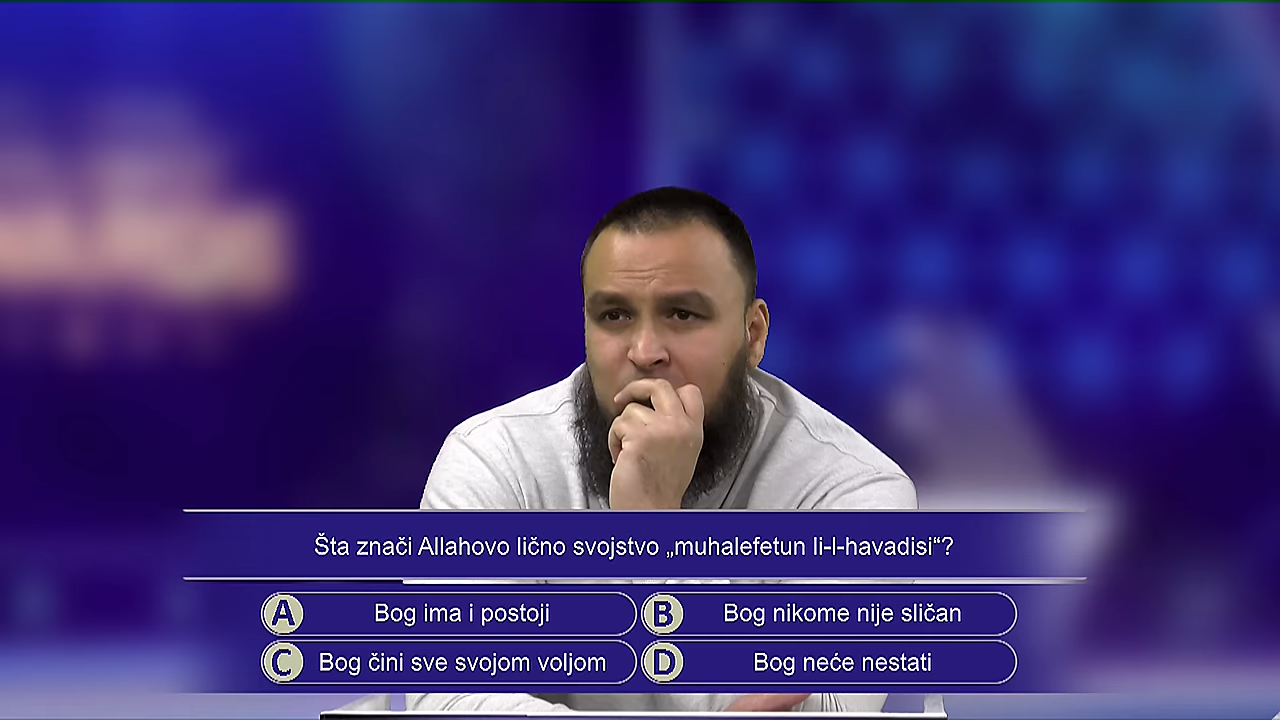 Šta znači Allahovo lično svojstvo „muhalefetun li-l-havadisi“?
A Bog ima i postoji
B Bog nikome nije sličan
C Bog čini sve svojom voljom
D Bog neće nestati